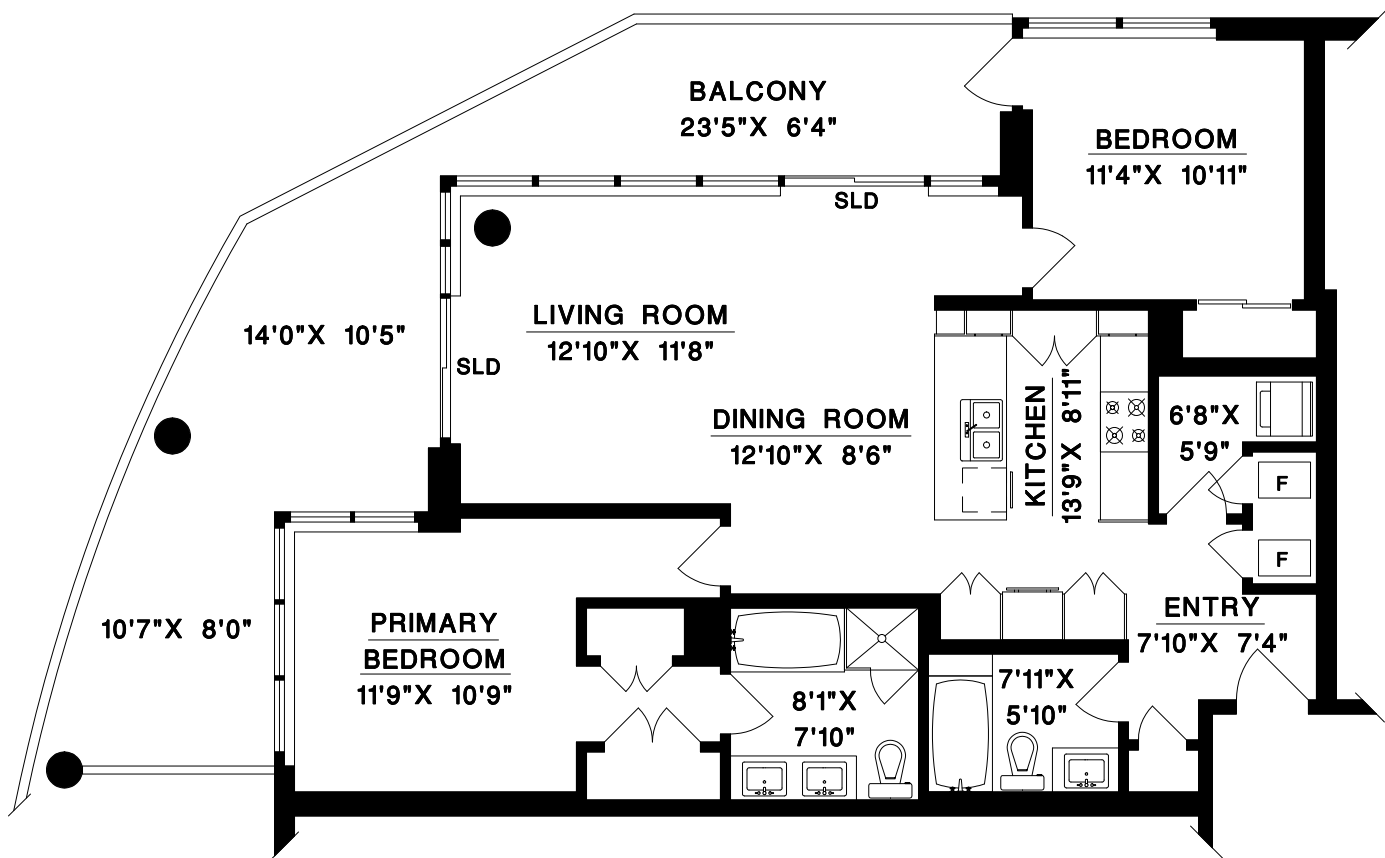 BALCONY
23'5"X 6'4"
BEDROOM
11'4"X 10'11"
SLD
LIVING ROOM
12'10"X 11'8"
14'0"X 10'5"
SLD
DINING ROOM
12'10"X 8'6"
KITCHEN
13'9"X 8'11"
6'8"X
5'9"
F
F
ENTRY
7'10"X 7'4"
10'7"X 8'0"
PRIMARY
BEDROOM
11'9"X 10'9"
8'1"X
7'10"
7'11"X
5'10"